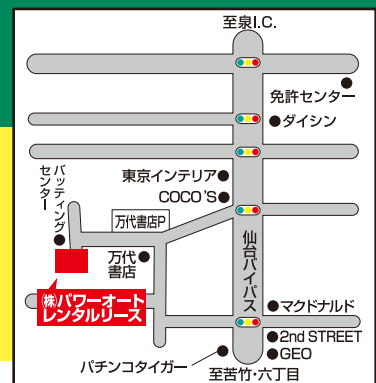 至泉I.C.
免許センター
ダイシン
東京インテリア
COCO'S
バッティング
センター
万代書店P
万代
書店
仙台バイパス
㈱パワーオート
レンタルリース
マクドナルド
2nd STREET
GEO
パチンコタイガー
至苦竹・六丁目